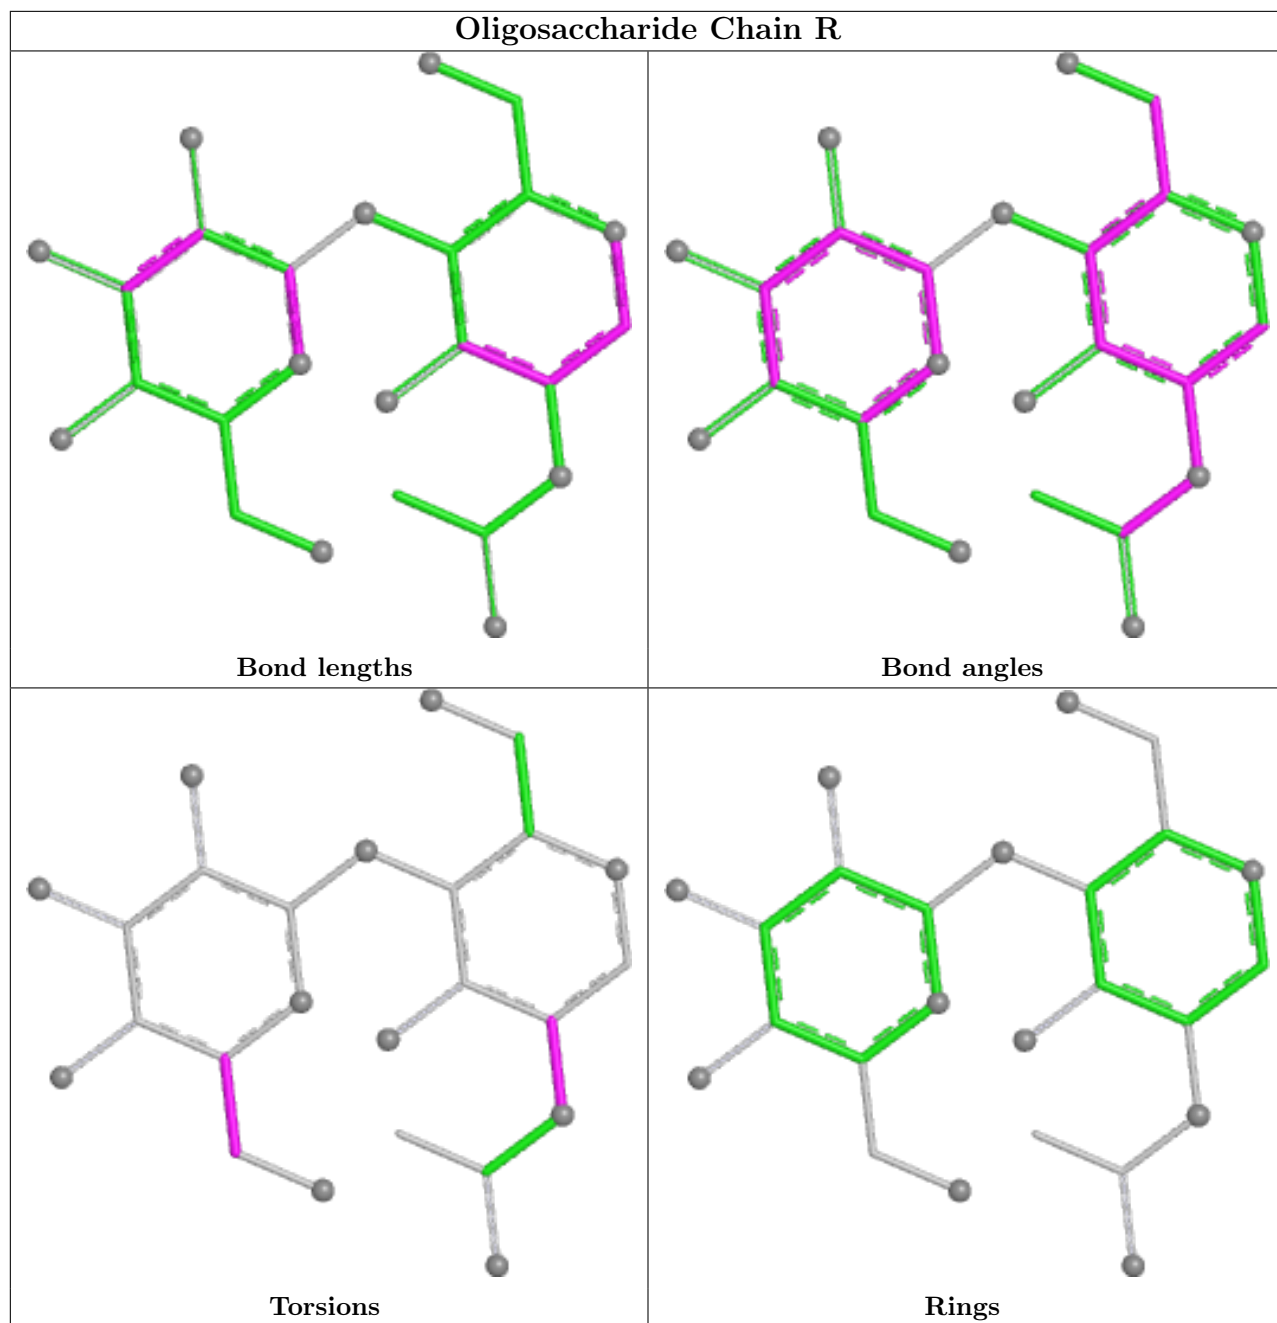 Oligosaccharide Chain R
Bond lengths
Bond angles
Torsions
Rings